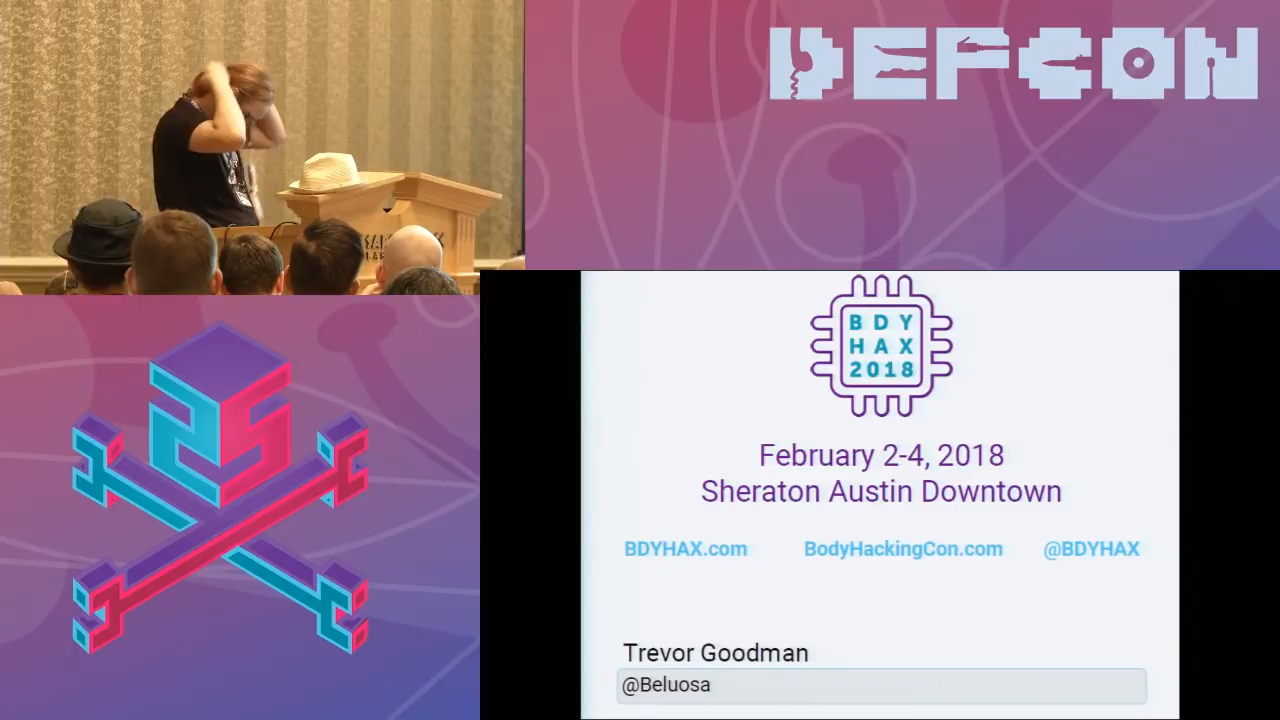 DEFCON
BDY
HAX
2018
February 2-4, 2018
Sheraton Austin Downtown
BDYHAX.com BodyHackingCon.com @BDYHAX
Trevor Goodman
@Beluosa